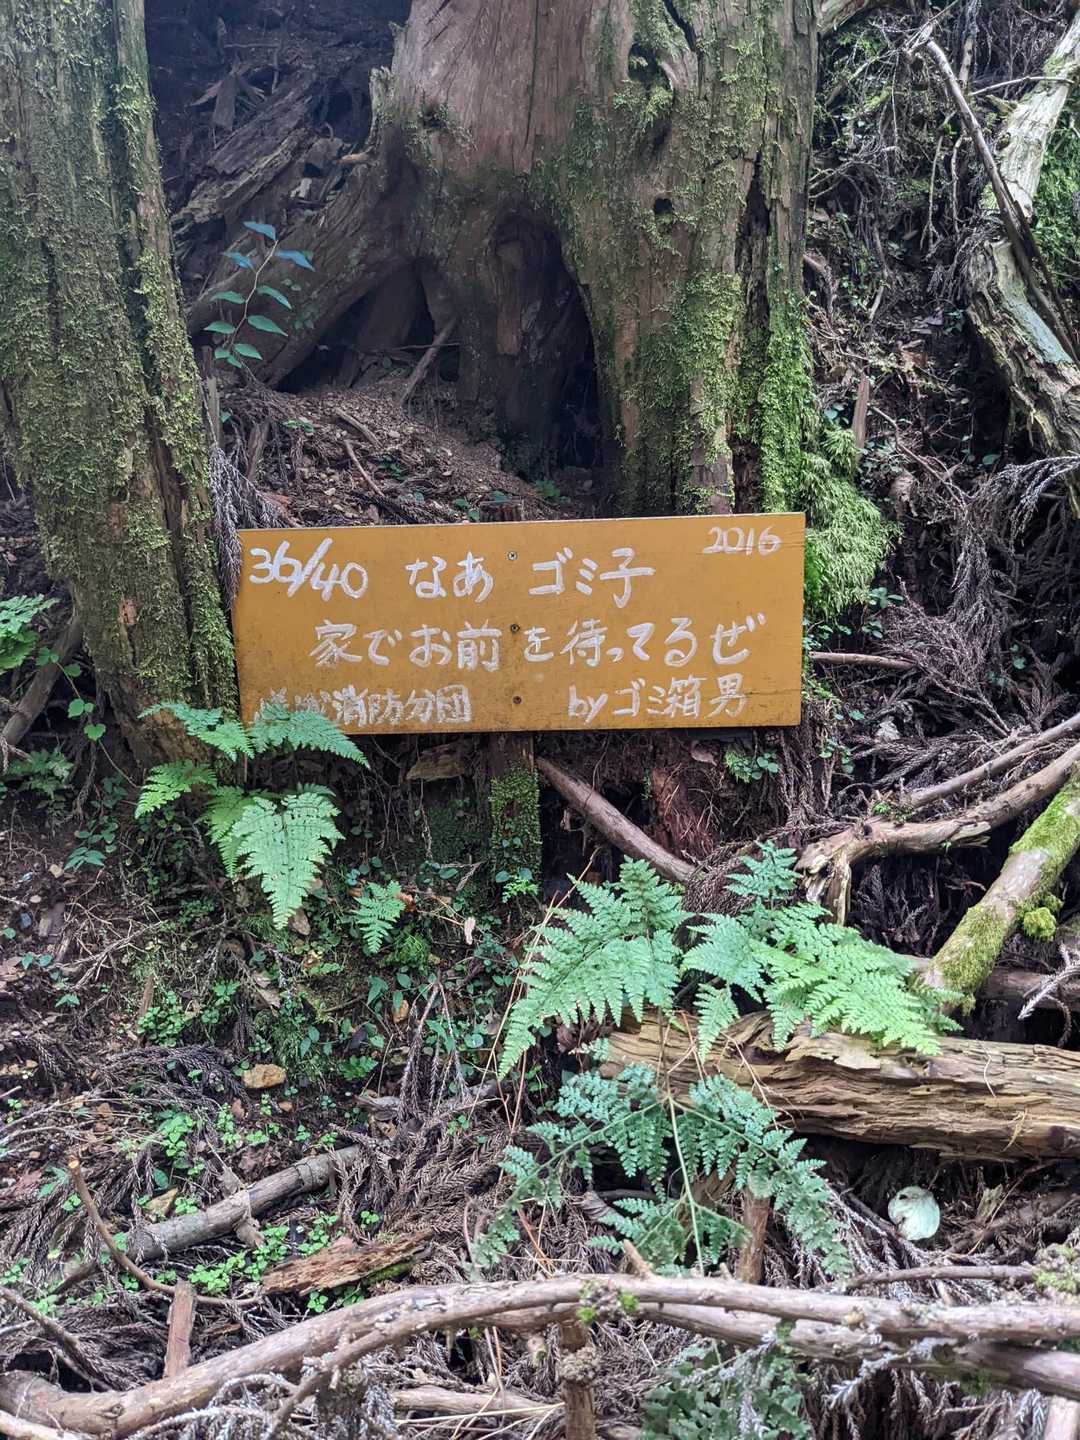 36/40 なあ ゴミ子 2016
家でお前を待ってるぜ
消防分団 byゴミ箱男